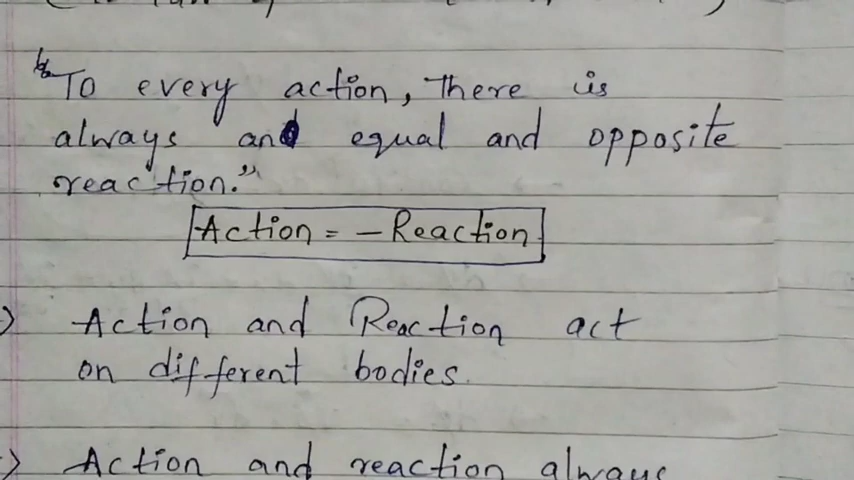 "To every action, there is
always an equal and opposite
reaction."
Action = - Reaction
Action and Reaction act
on different bodies.
Action and reaction always